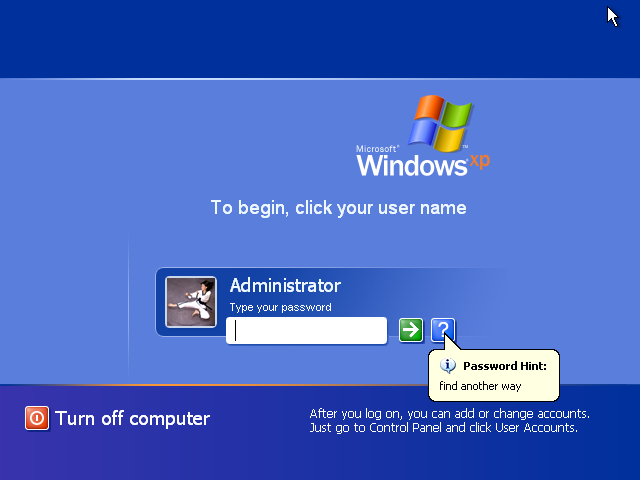 Microsoft®
Windows xp™
To begin, click your user name
Administrator
Type your password
?
Password Hint:
find another way
Turn off computer
After you log on, you can add or change accounts.
Just go to Control Panel and click User Accounts.